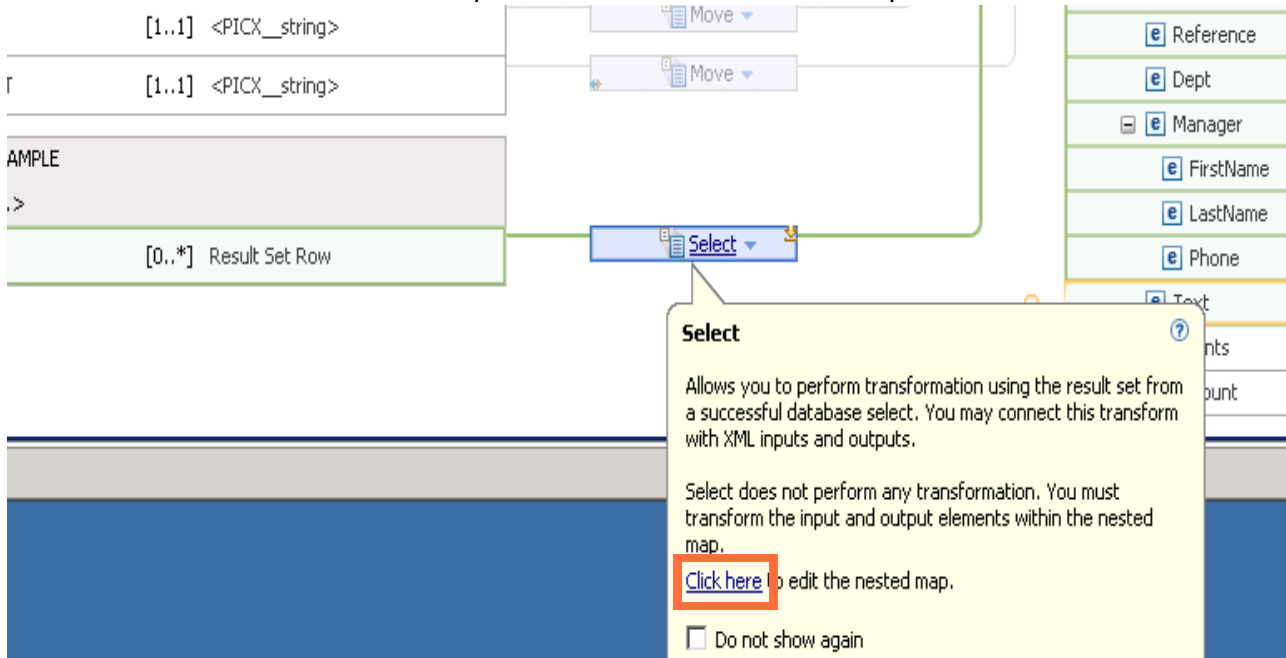 [1..1] <PICX__string>
Move
Reference
T [1..1] <PICX__string>
Move
Dept
Manager
AMPLE
FirstName
.>
LastName
[0..*] Result Set Row
Select
Phone
Text
Select
nts
Allows you to perform transformation using the result set from
ount
a successful database select. You may connect this transform
with XML inputs and outputs.
Select does not perform any transformation. You must
transform the input and output elements within the nested
map.
Click here to edit the nested map.
Do not show again